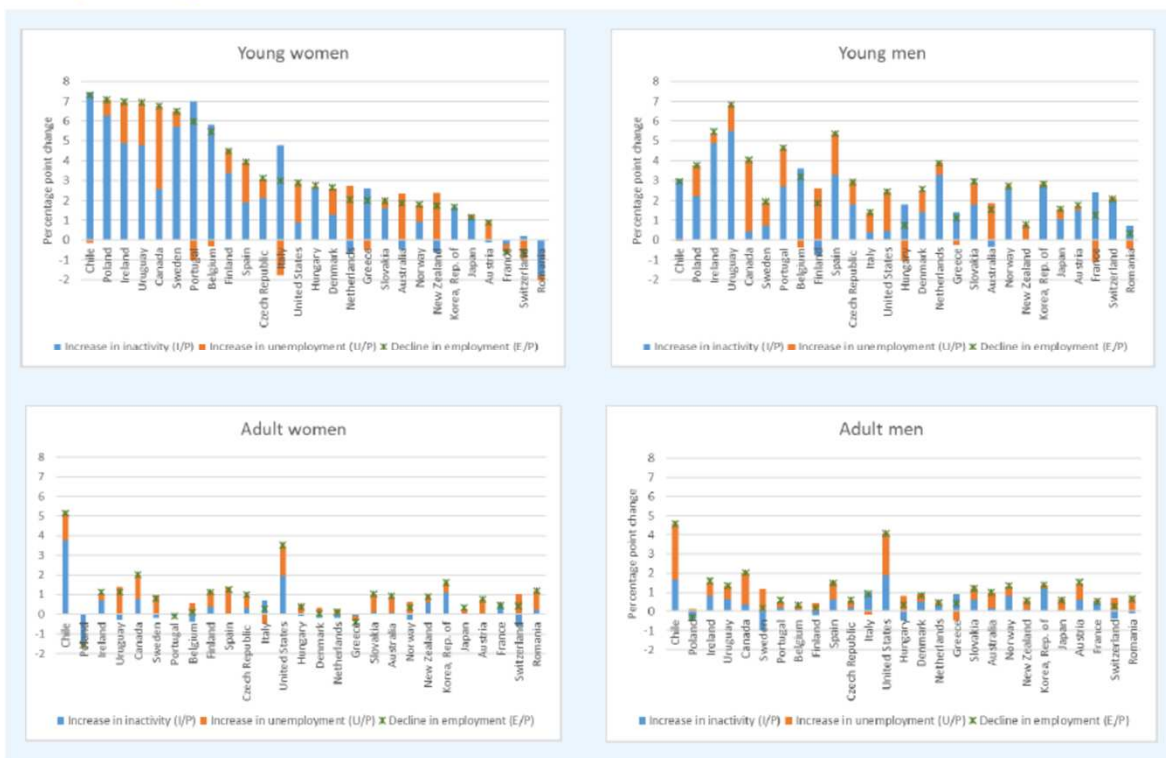 Young women
Percentage point change
8
7
6
5
4
3
2
1
0
-1
-2
Chile
Poland
Ireland
Uruguay
Canada
Sweden
Portugal
Belgium
Finland
Spain
Czech Republic
Italy
United States
Hungary
Denmark
Netherlands
Greece
Slovakia
Australia
Norway
New Zealand
Korea, Rep. of
Japan
Austria
France
Switzerland
Romania
Increase in inactivity (I/P) Increase in unemployment (U/P) Decline in employment (E/P)
Young men
Percentage point change
8
7
6
5
4
3
2
1
0
-1
-2
Chile
Poland
Ireland
Uruguay
Canada
Sweden
Portugal
Belgium
Finland
Spain
Czech Republic
Italy
United States
Hungary
Denmark
Netherlands
Greece
Slovakia
Australia
Norway
New Zealand
Korea, Rep. of
Japan
Austria
France
Switzerland
Romania
Increase in inactivity (I/P) Increase in unemployment (U/P) Decline in employment (E/P)
Adult women
8
7
6
5
4
3
2
1
0
-1
-2
Chile
Poland
Ireland
Uruguay
Canada
Sweden
Portugal
Belgium
Finland
Spain
Czech Republic
Italy
United States
Hungary
Denmark
Netherlands
Greece
Slovakia
Australia
Norway
New Zealand
Korea, Rep. of
Japan
Austria
France
Switzerland
Romania
Increase in inactivity (I/P) Increase in unemployment (U/P) Decline in employment (E/P)
Adult men
Percentage point change
8
7
6
5
4
3
2
1
0
-1
-2
Chile
Poland
Ireland
Uruguay
Canada
Sweden
Portugal
Belgium
Finland
Spain
Czech Republic
Italy
United States
Hungary
Denmark
Netherlands
Greece
Slovakia
Australia
Norway
New Zealand
Korea, Rep. of
Japan
Austria
France
Switzerland
Romania
Increase in inactivity (I/P) Increase in unemployment (U/P) Decline in employment (E/P)